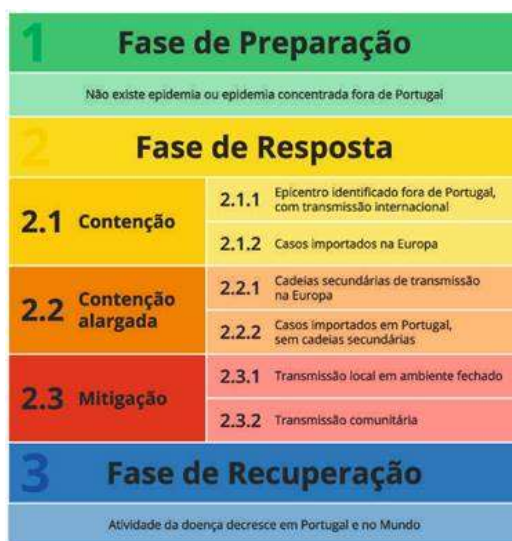 1 Fase de Preparação
Não existe epidemia ou epidemia concentrada fora de Portugal
2 Fase de Resposta
2.1 Contenção
2.1.1 Epicentro identificado fora de Portugal,
com transmissão internacional
2.1.2 Casos importados na Europa
2.2 Contenção
alargada
2.2.1 Cadeias secundárias de transmissão
na Europa
2.2.2 Casos importados em Portugal,
sem cadeias secundárias
2.3 Mitigação
2.3.1 Transmissão local em ambiente fechado
2.3.2 Transmissão comunitária
3 Fase de Recuperação
Atividade da doença decresce em Portugal e no Mundo